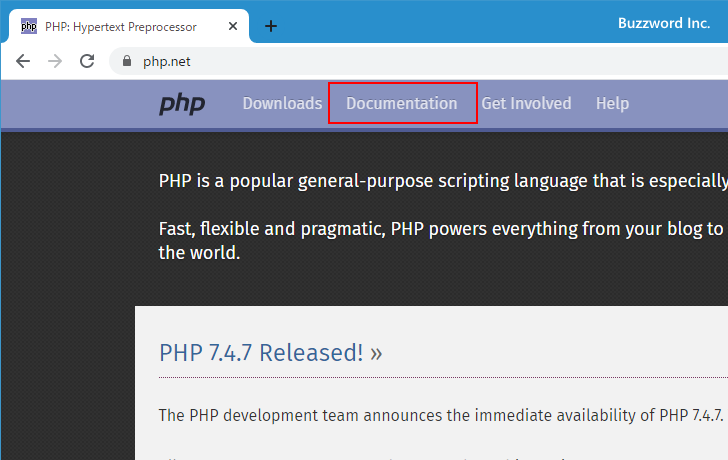 php PHP: Hypertext Preprocessor
Buzzword Inc.
php.net
php Downloads Documentation Get Involved Help
PHP is a popular general-purpose scripting language that is especially
Fast, flexible and pragmatic, PHP powers everything from your blog to
the world.
PHP 7.4.7 Released! »
The PHP development team announces the immediate availability of PHP 7.4.7.